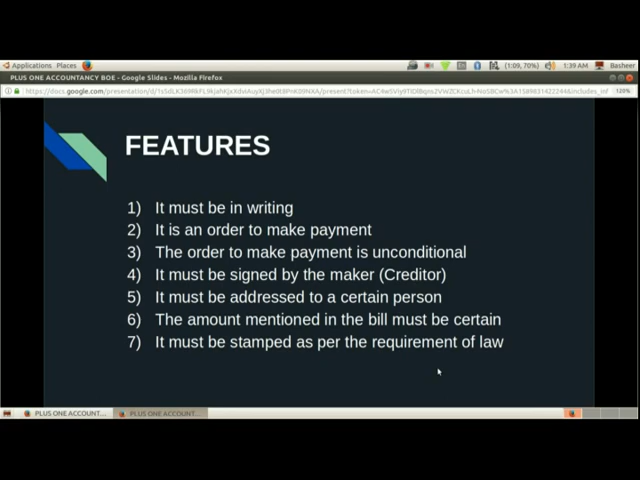 Applications Places
(1:09, 70%) 1:39 AM Basheer
PLUS ONE ACCOUNTANCY BOE - Google Slides - Mozilla Firefox
120%
FEATURES
1) It must be in writing
2) It is an order to make payment
3) The order to make payment is unconditional
4) It must be signed by the maker (Creditor)
5) It must be addressed to a certain person
6) The amount mentioned in the bill must be certain
7) It must be stamped as per the requirement of law
PLUS ONE ACCOUNT... PLUS ONE ACCOUNT...